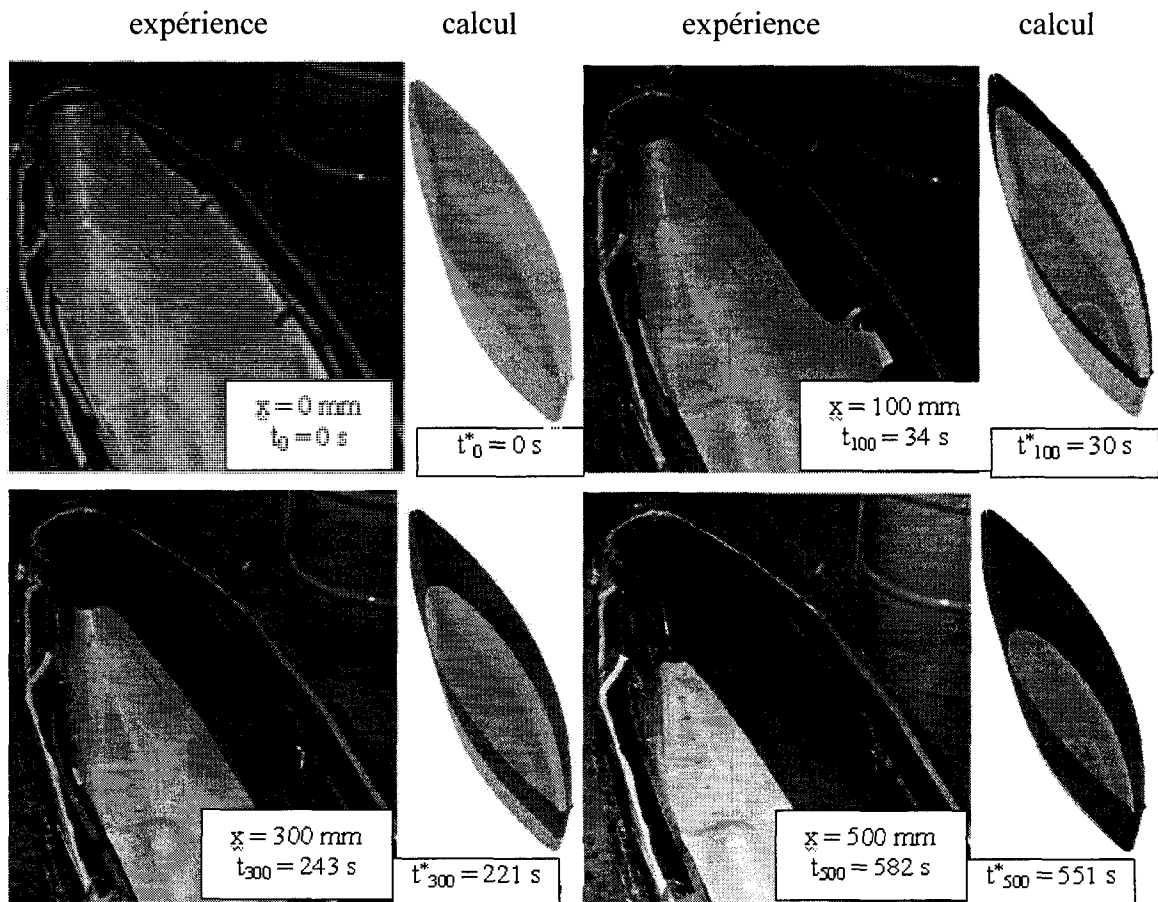 expérience calcul expérience calcul
x = 0 mm
t₀ = 0 s
t*₀ = 0 s
x = 100 mm
t₁₀₀ = 34 s
t*₁₀₀ = 30 s
x = 300 mm
t₃₀₀ = 243 s
t*₃₀₀ = 221 s
x = 500 mm
t₅₀₀ = 582 s
t*₅₀₀ = 551 s